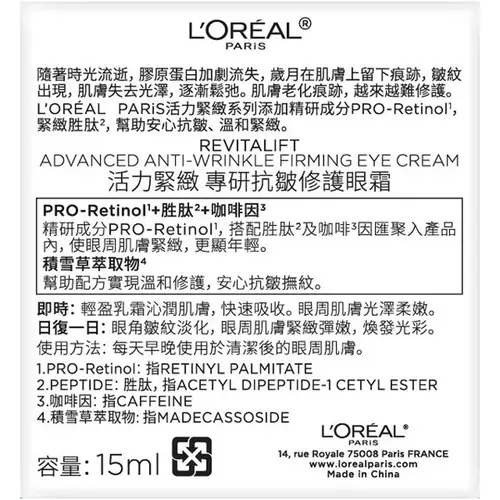 L'ORÉAL®
PARIS
隨著時光流逝，膠原蛋白加劇流失，歲月在肌膚上留下痕跡，皺紋
出現，肌膚失去光澤，逐漸鬆弛。肌膚老化痕跡，越來越難修護。
L'ORÉAL PARiS活力緊緻系列添加精研成分PRO-Retinol¹，
緊緻胜肽²，幫助安心抗皺、溫和緊緻。
REVITALIFT
ADVANCED ANTI-WRINKLE FIRMING EYE CREAM
活力緊緻 專研抗皺修護眼霜
PRO-Retinol¹+胜肽²+咖啡因³
精研成分PRO-Retinol¹，搭配胜肽²及咖啡³因匯聚入產品
內，使眼周肌膚緊緻，更顯年輕。
積雪草萃取物⁴
幫助配方實現溫和修護，安心抗皺撫紋。
即時：輕盈乳霜沁潤肌膚，快速吸收。眼周肌膚光澤柔嫩。
日復一日：眼角皺紋淡化，眼周肌膚緊緻彈嫩，煥發光彩。
使用方法：每天早晚使用於清潔後的眼周肌膚。
1.PRO-Retinol：指RETINYL PALMITATE
2.PEPTIDE：胜肽，指ACETYL DIPEPTIDE-1 CETYL ESTER
3.咖啡因：指CAFFEINE
4.積雪草萃取物：指MADECASSOSIDE
容量：15ml
L'ORÉAL
PARIS
14, rue Royale 75008 Paris FRANCE
www.lorealparis.com
Made in China